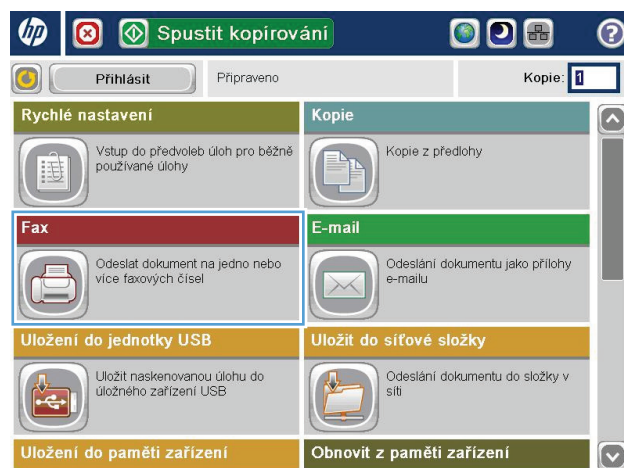 hp
Spustit kopírování
?
Přihlásit
Připraveno
Kopie: 1
Rychlé nastavení
Vstup do předvoleb úloh pro běžně
používané úlohy
Kopie
Kopie z předlohy
Fax
Odeslat dokument na jedno nebo
více faxových čísel
E-mail
Odeslání dokumentu jako přílohy
e-mailu
Uložení do jednotky USB
Uložit naskenovanou úlohu do
úložného zařízení USB
Uložit do síťové složky
Odeslání dokumentu do složky v
síti
Uložení do paměti zařízení
Obnovit z paměti zařízení